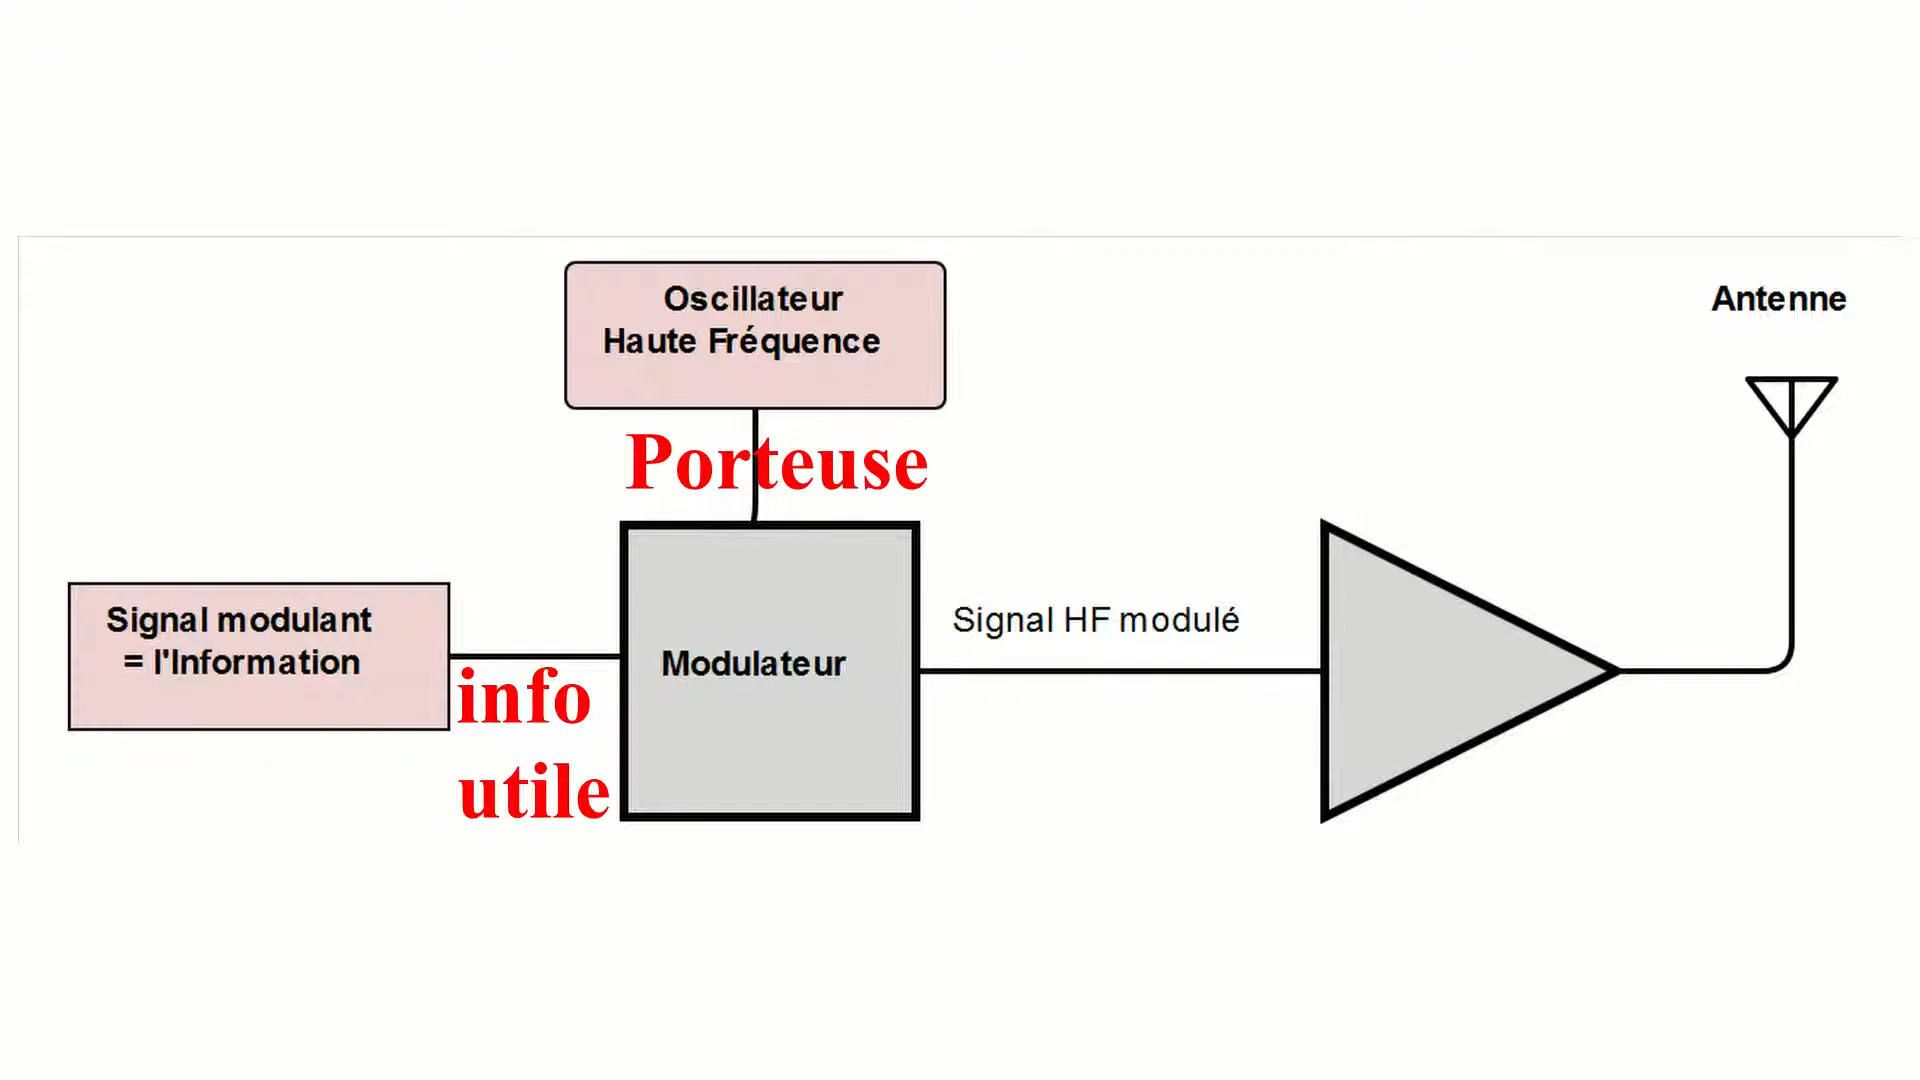 Oscillateur
Haute Fréquence
Antenne
Porteuse
Signal modulant
= l'Information
info
utile
Modulateur
Signal HF modulé